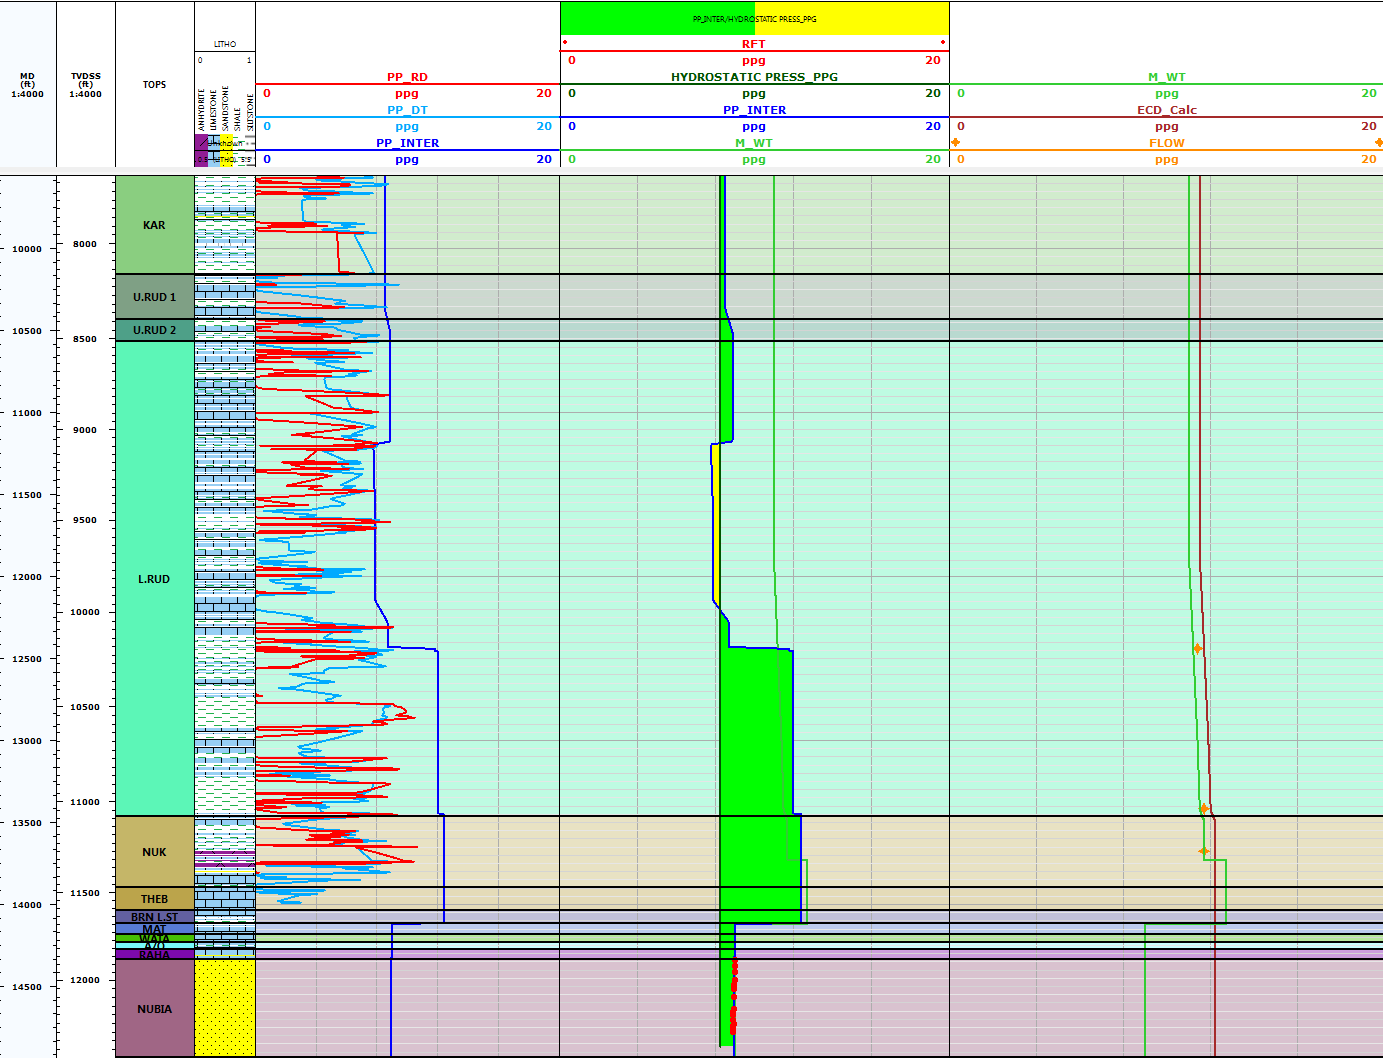 PP_INTER/HYDROSTATIC PRESS_PPG
LITHO
0 1
RFT
0 ppg 20
MD
(ft)
1:4000
TVDSS
(ft)
1:4000
TOPS
ANHYDRITE
LIMESTONE
SANDSTONE
SHALE
SILTSTONE
Unknown
PP_RD
0 ppg 20
HYDROSTATIC PRESS_PPG
0 ppg 20
M_WT
0 ppg 20
PP_DT
0 ppg 20
PP_INTER
0 ppg 20
ECD_Calc
0 ppg 20
PP_INTER
0 ppg 20
M_WT
0 ppg 20
FLOW
0 ppg 20
KAR
8000
10000
U.RUD 1
10500
U.RUD 2
8500
11000
9000
11500
9500
12000
L.RUD
10000
12500
10500
13000
11000
13500
NUK
11500
THEB
14000
BRN L.ST
MAT
WATA
A/Q
RAHA
12000
14500
NUBIA